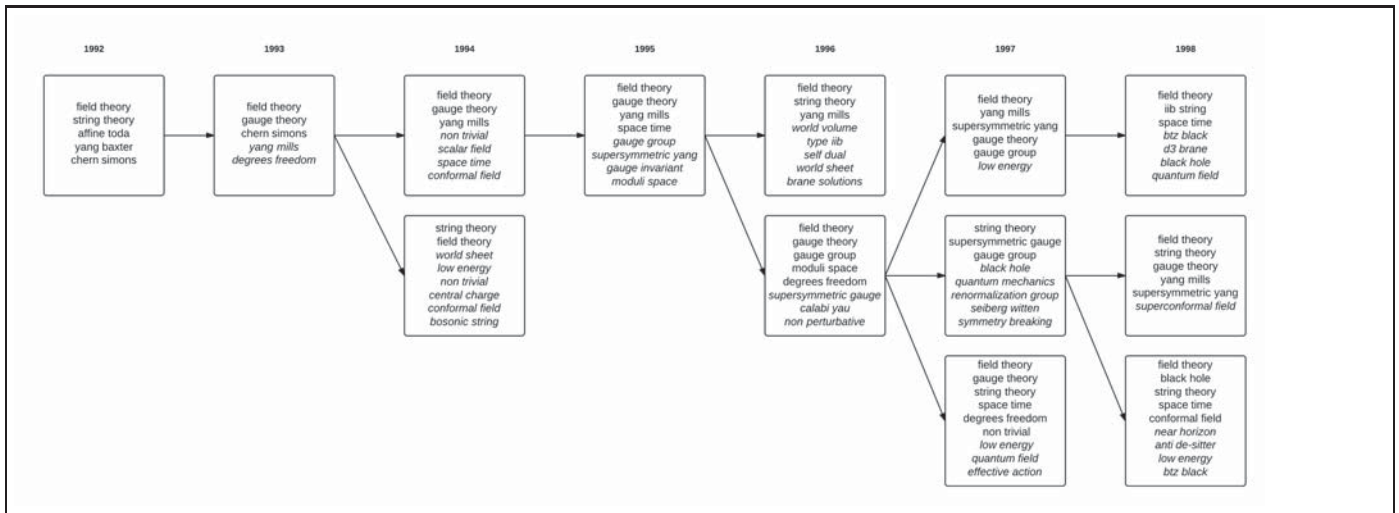 1992
1993
1994
1995
1996
1997
1998
field theory
string theory
affine toda
yang baxter
chern simons
field theory
gauge theory
chern simons
yang mills
degrees freedom
field theory
gauge theory
yang mills
non trivial
scalar field
space time
conformal field
string theory
field theory
world sheet
low energy
non trivial
central charge
conformal field
bosonic string
field theory
gauge theory
yang mills
space time
gauge group
supersymmetric yang
gauge invariant
moduli space
field theory
string theory
yang mills
world volume
type iib
self dual
world sheet
brane solutions
field theory
gauge theory
gauge group
moduli space
degrees freedom
supersymmetric gauge
calabi yau
non perturbative
field theory
yang mills
supersymmetric yang
gauge theory
gauge group
low energy
string theory
supersymmetric gauge
gauge group
black hole
quantum mechanics
renormalization group
seiberg witten
symmetry breaking
field theory
gauge theory
string theory
space time
degrees freedom
non trivial
low energy
quantum field
effective action
field theory
iib string
space time
btz black
d3 brane
black hole
quantum field
field theory
string theory
gauge theory
yang mills
supersymmetric yang
superconformal field
field theory
black hole
string theory
space time
conformal field
near horizon
anti de-sitter
low energy
btz black